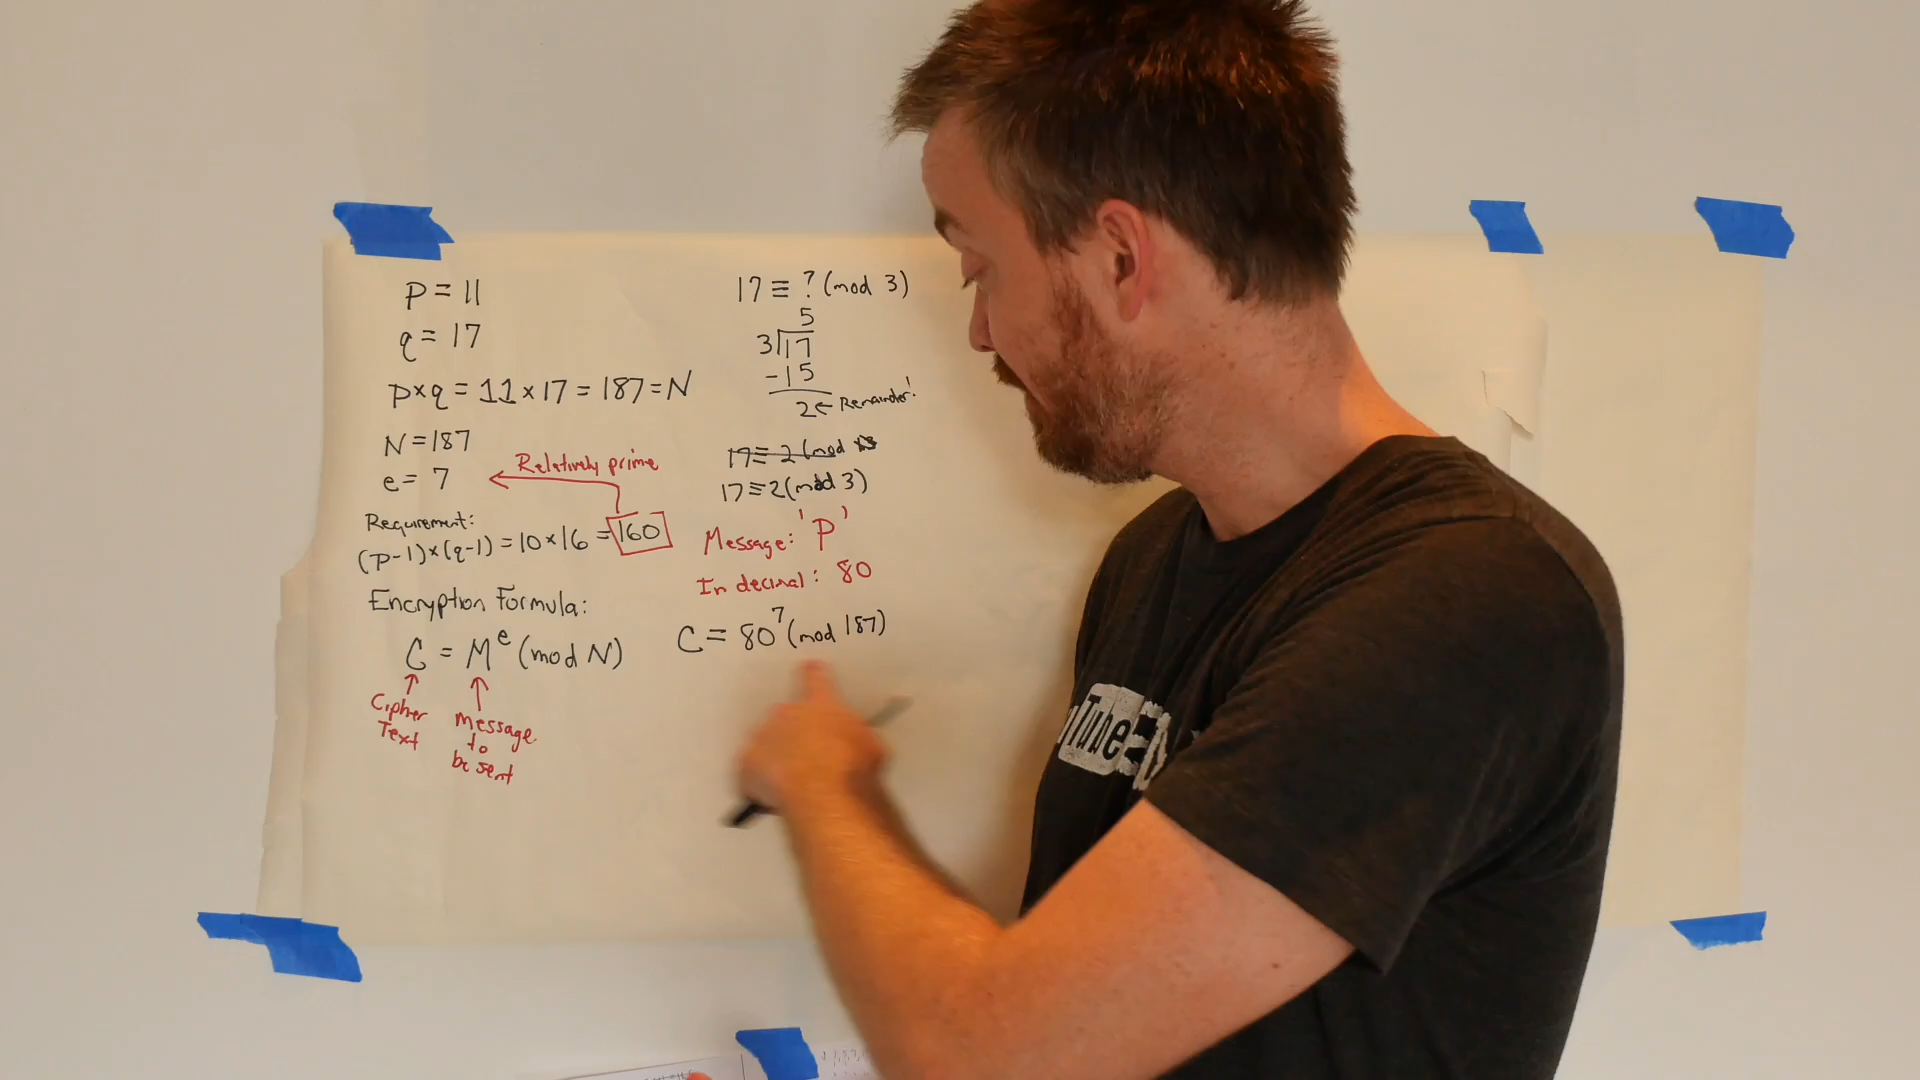 p = 11
q = 17
p×q = 11 × 17 = 187 = N
N = 187
e = 7
Relatively prime
Requirement:
(p-1)×(q-1) = 10 × 16 = 160
Encryption Formula:
C = M^e (mod N)
Cipher
Text
Message
to
be sent
17 ≡ ? (mod 3)
5
3 17
-15
2 ← Remainder!
17 ≡ 2 (mod
17 ≡ 2 (mod 3)
Message: 'P'
In decimal: 80
C = 80^7 (mod 187)
Tube